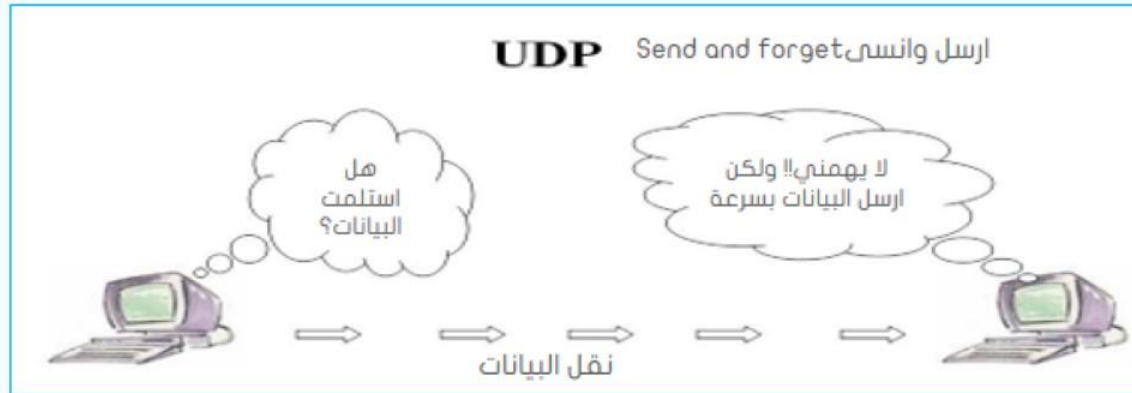 UDP Send and forget ارسل وانسى
هل
استلمت
البيانات؟
لا يهمني!! ولكن
ارسل البيانات بسرعة
نقل البيانات